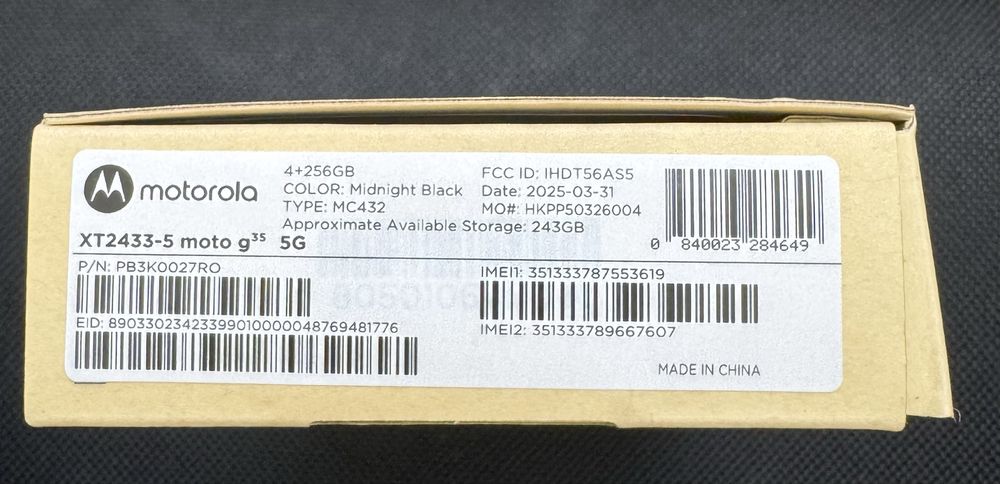 motorola
XT2433-5 moto g35 5G
4+256GB
COLOR: Midnight Black
TYPE: MC432
Approximate Available Storage: 243GB
FCC ID: IHDT56AS5
Date: 2025-03-31
MO#: HKPP50326004
0 840023 284649
P/N: PB3K0027RO
EID: 89033023423399010000048769481776
IMEI1: 351333787553619
IMEI2: 351333789667607
MADE IN CHINA